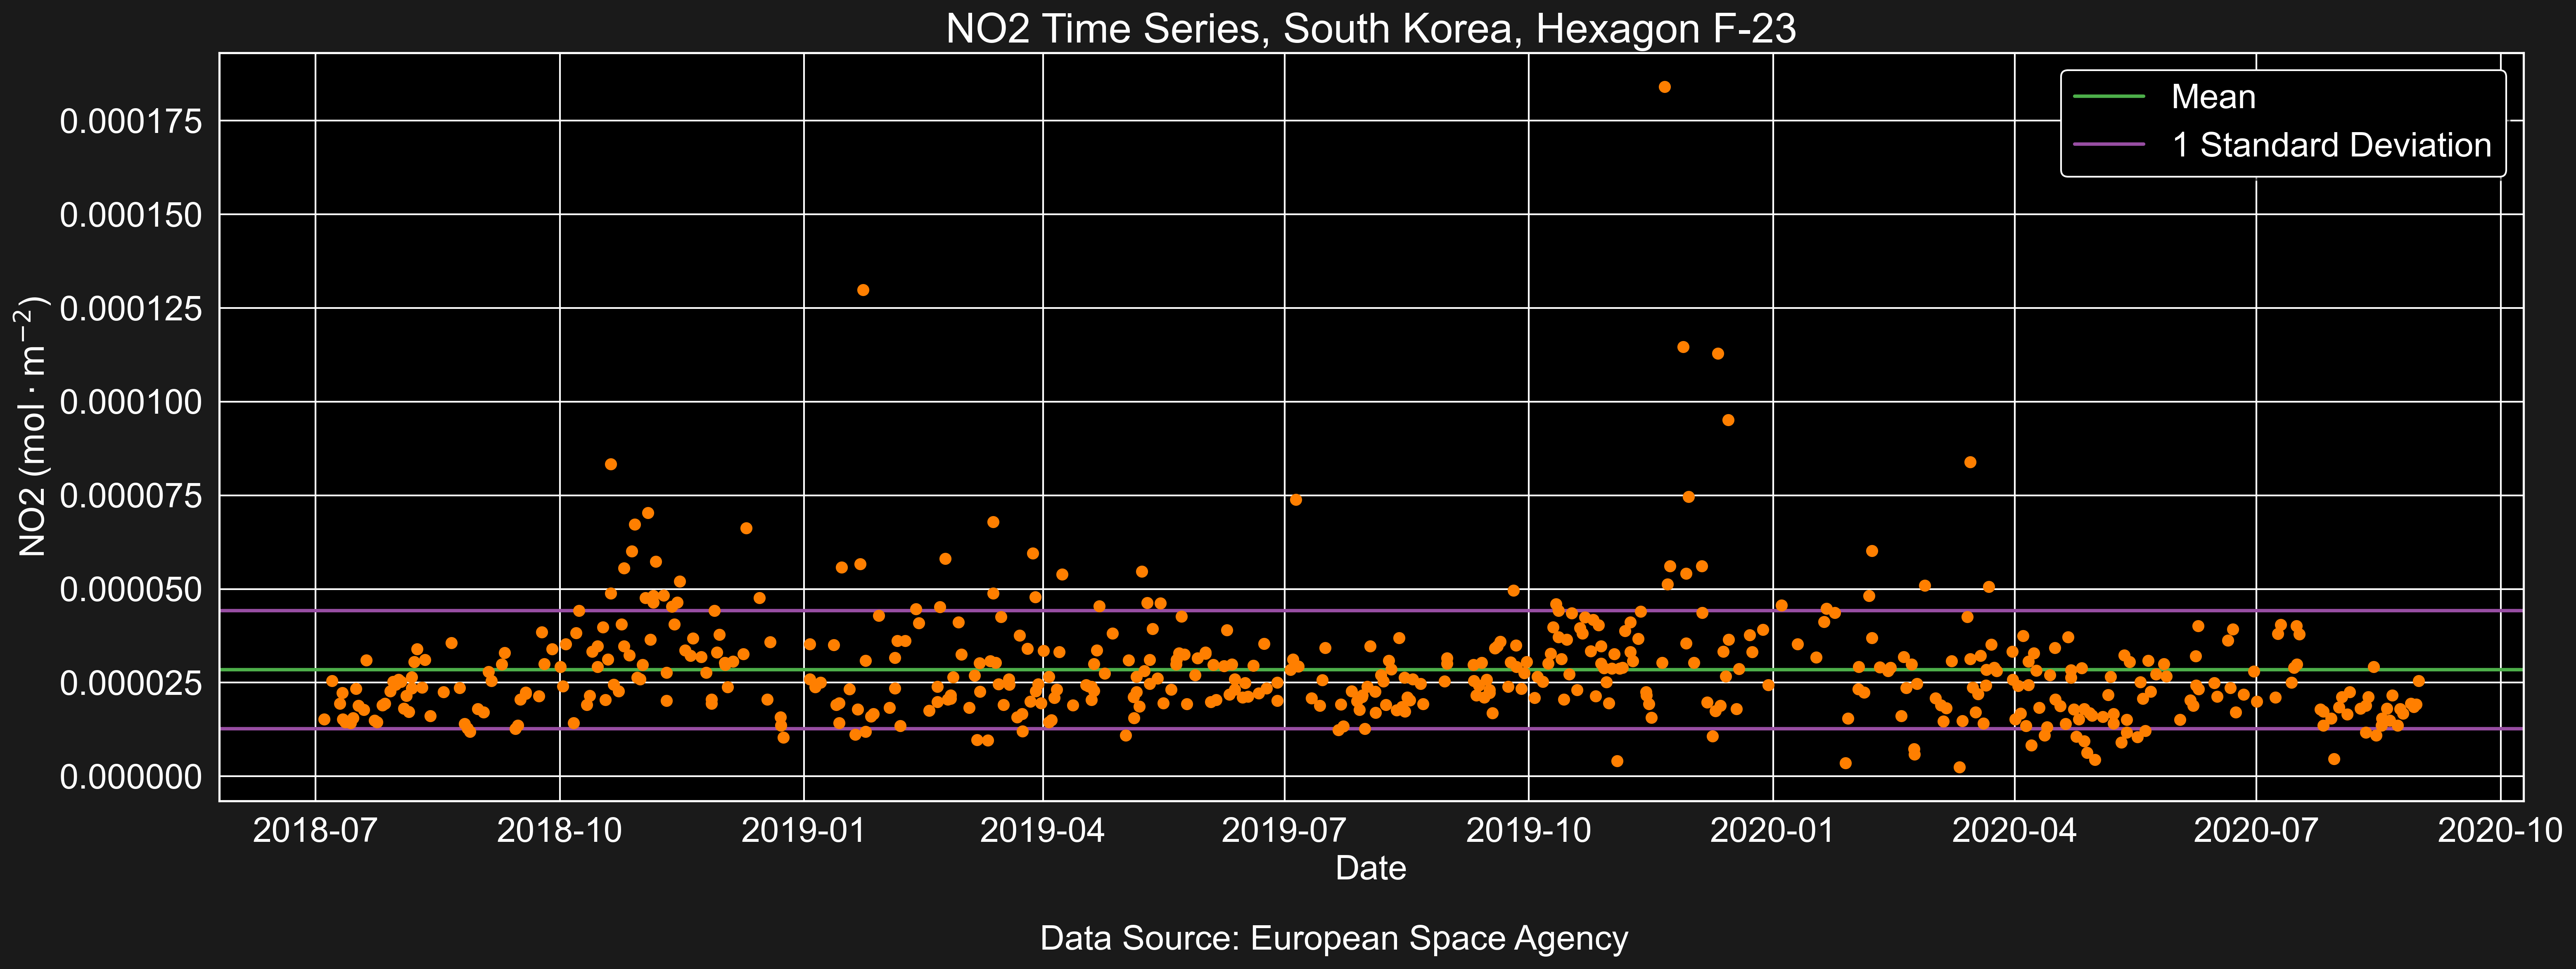 NO2 Time Series, South Korea, Hexagon F-23
Mean
1 Standard Deviation
0.000175
0.000150
0.000125
0.000100
0.000075
0.000050
0.000025
0.000000
NO2 (mol · m⁻²)
2018-07 2018-10 2019-01 2019-04 2019-07 2019-10 2020-01 2020-04 2020-07 2020-10
Date
Data Source: European Space Agency